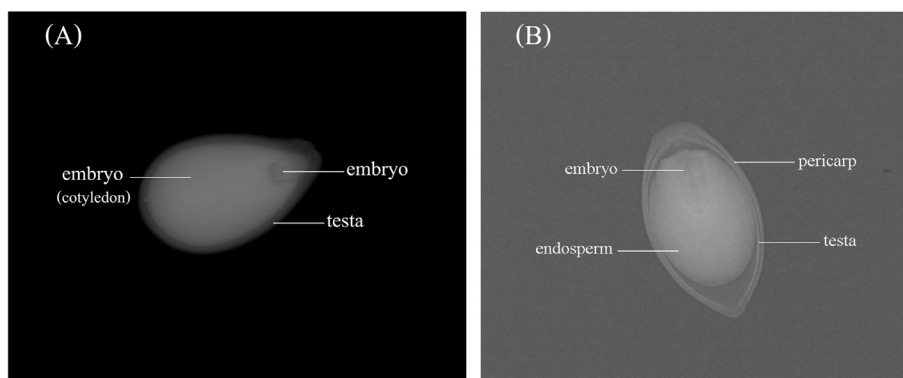 (A)
embryo
(cotyledon)
embryo
testa
(B)
embryo
pericarp
endosperm
testa